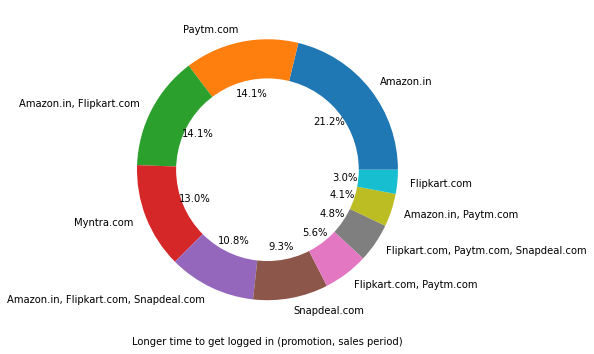 Paytm.com
Amazon.in
Amazon.in, Flipkart.com
14.1%
21.2%
14.1%
Flipkart.com
3.0%
Amazon.in, Paytm.com
4.1%
Myntra.com
13.0%
4.8%
Flipkart.com, Paytm.com, Snapdeal.com
5.6%
10.8%
9.3%
Flipkart.com, Paytm.com
Amazon.in, Flipkart.com, Snapdeal.com
Snapdeal.com
Longer time to get logged in (promotion, sales period)